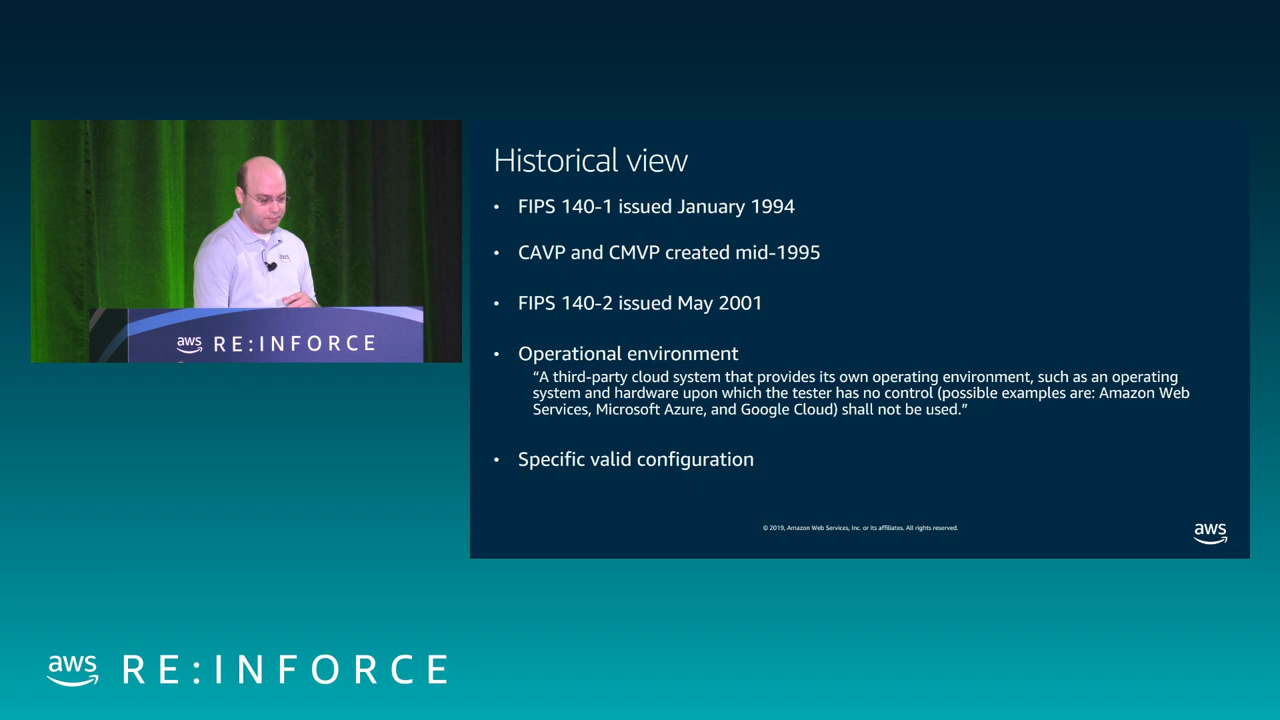 Historical view
• FIPS 140-1 issued January 1994
• CAVP and CMVP created mid-1995
• FIPS 140-2 issued May 2001
• Operational environment
“A third-party cloud system that provides its own operating environment, such as an operating
system and hardware upon which the tester has no control (possible examples are: Amazon Web
Services, Microsoft Azure, and Google Cloud) shall not be used.”
• Specific valid configuration
© 2019, Amazon Web Services, Inc. or its affiliates. All rights reserved.
aws
aws
aws RE:INFORCE
aws RE:INFORCE